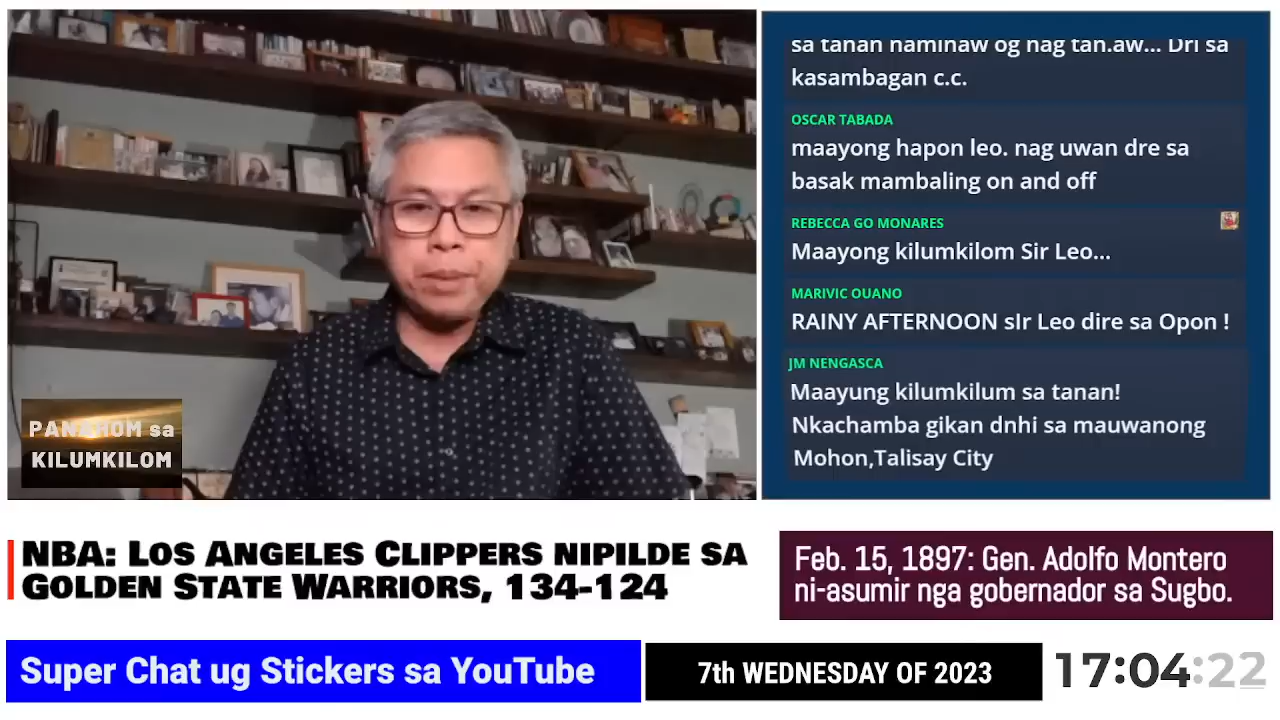 PANAHOM sa
KILUMKILOM
sa tanan naminaw og nag tan.aw... Dri sa
kasambagan c.c.
OSCAR TABADA
maayong hapon leo. nag uwan dre sa
basak mambaling on and off
REBECCA GO MONARES
Maayong kilumkilom Sir Leo...
MARIVIC OUANO
RAINY AFTERNOON sIr Leo dire sa Opon !
JM NENGASCA
Maayung kilumkilum sa tanan!
Nkachamba gikan dnhi sa mauwanong
Mohon,Talisay City
NBA: LOS ANGELES CLIPPERS NIPILDE SA
GOLDEN STATE WARRIORS, 134-124
Feb. 15, 1897: Gen. Adolfo Montero
ni-asumir nga gobernador sa Sugbo.
Super Chat ug Stickers sa YouTube
7th WEDNESDAY OF 2023
17:04:22